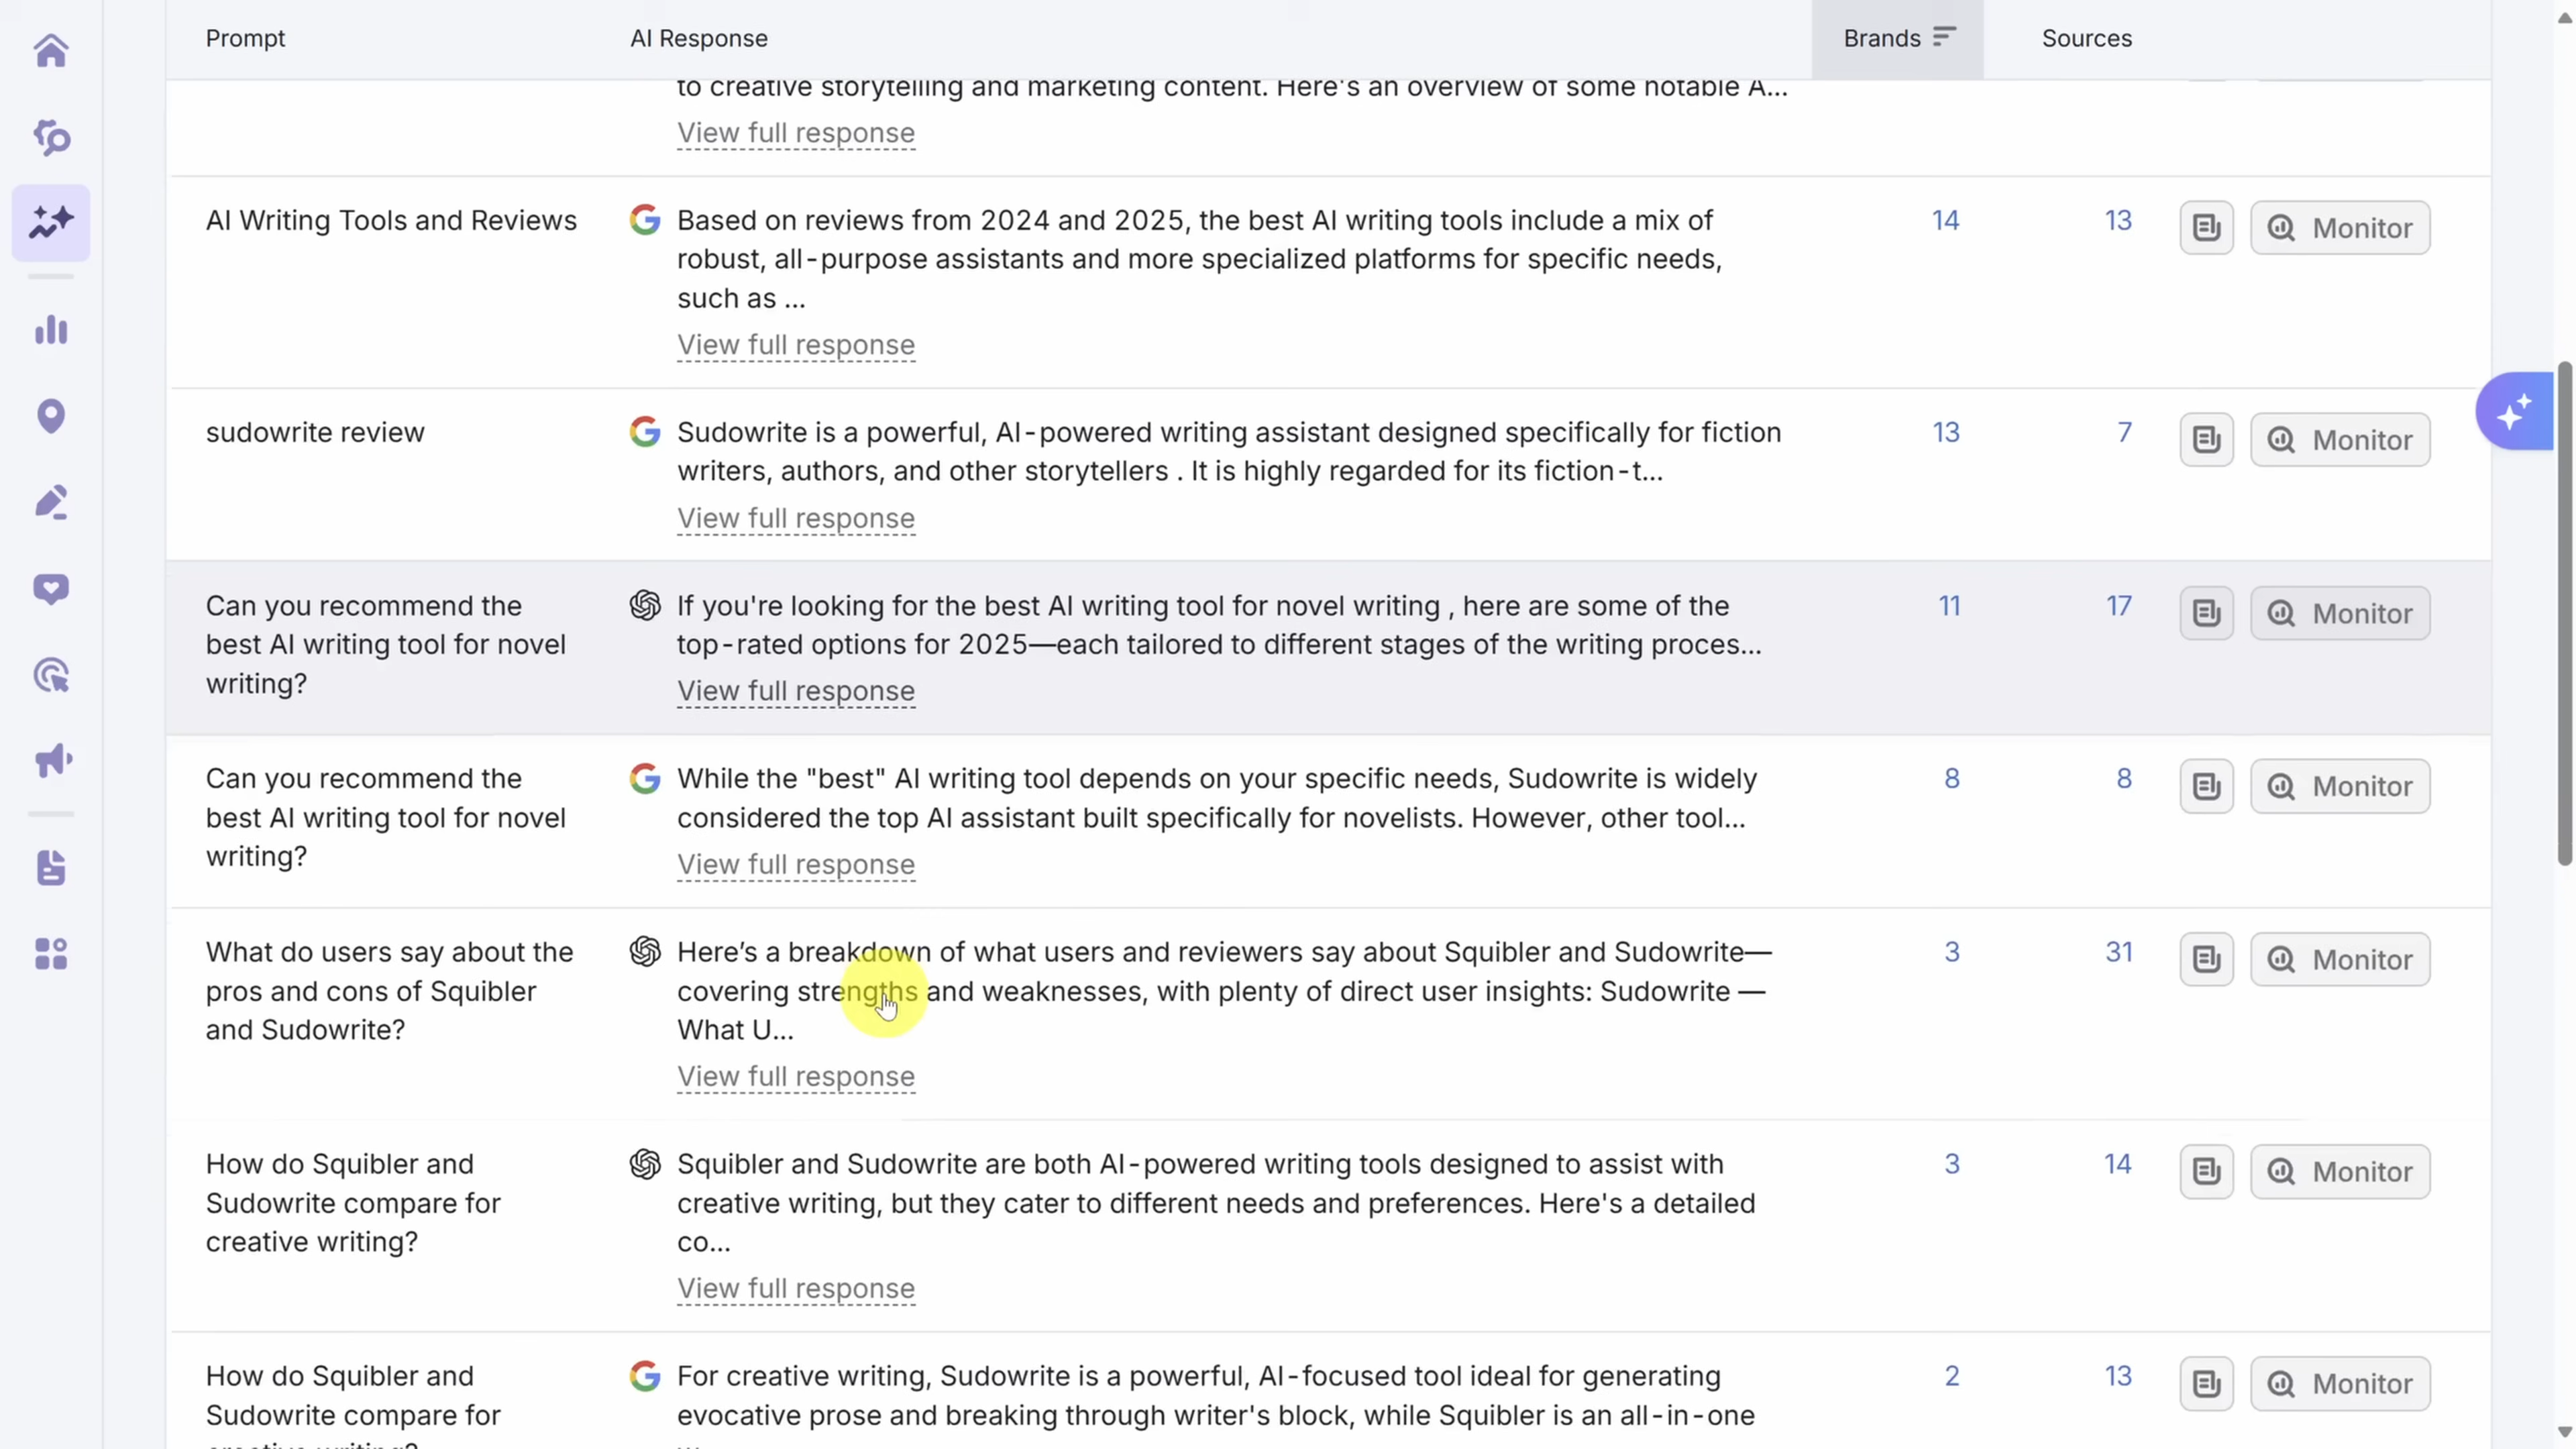 Prompt
AI Response
Brands
Sources
to creative storytelling and marketing content. Here's an overview of some notable A...
View full response
AI Writing Tools and Reviews
Based on reviews from 2024 and 2025, the best AI writing tools include a mix of
robust, all-purpose assistants and more specialized platforms for specific needs,
such as ...
View full response
14
13
Monitor
sudowrite review
Sudowrite is a powerful, AI-powered writing assistant designed specifically for fiction
writers, authors, and other storytellers . It is highly regarded for its fiction-t...
View full response
13
7
Monitor
Can you recommend the
best AI writing tool for novel
writing?
If you're looking for the best AI writing tool for novel writing , here are some of the
top-rated options for 2025—each tailored to different stages of the writing proces...
View full response
11
17
Monitor
Can you recommend the
best AI writing tool for novel
writing?
While the "best" AI writing tool depends on your specific needs, Sudowrite is widely
considered the top AI assistant built specifically for novelists. However, other tool...
View full response
8
8
Monitor
What do users say about the
pros and cons of Squibler
and Sudowrite?
Here’s a breakdown of what users and reviewers say about Squibler and Sudowrite—
covering strengths and weaknesses, with plenty of direct user insights: Sudowrite —
What U...
View full response
3
31
Monitor
How do Squibler and
Sudowrite compare for
creative writing?
Squibler and Sudowrite are both AI-powered writing tools designed to assist with
creative writing, but they cater to different needs and preferences. Here's a detailed
co...
View full response
3
14
Monitor
How do Squibler and
Sudowrite compare for
creative writing?
For creative writing, Sudowrite is a powerful, AI-focused tool ideal for generating
evocative prose and breaking through writer's block, while Squibler is an all-in-one
2
13
Monitor